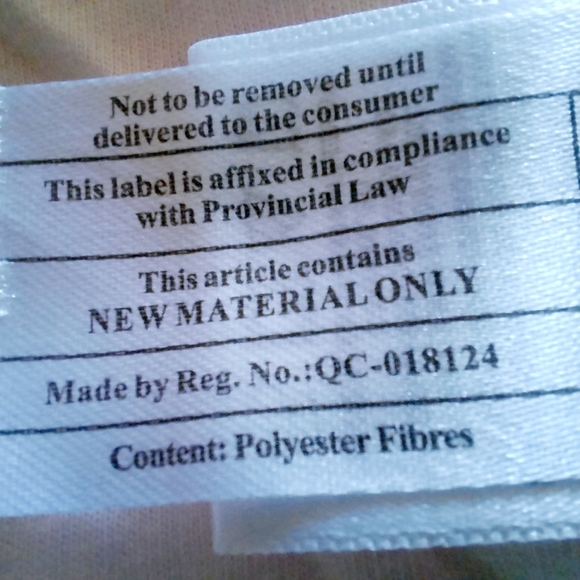 Not to be removed until
delivered to the consumer
This label is affixed in compliance
with Provincial Law
This article contains
NEW MATERIAL ONLY
Made by Reg. No.:QC-018124
Content: Polyester Fibres